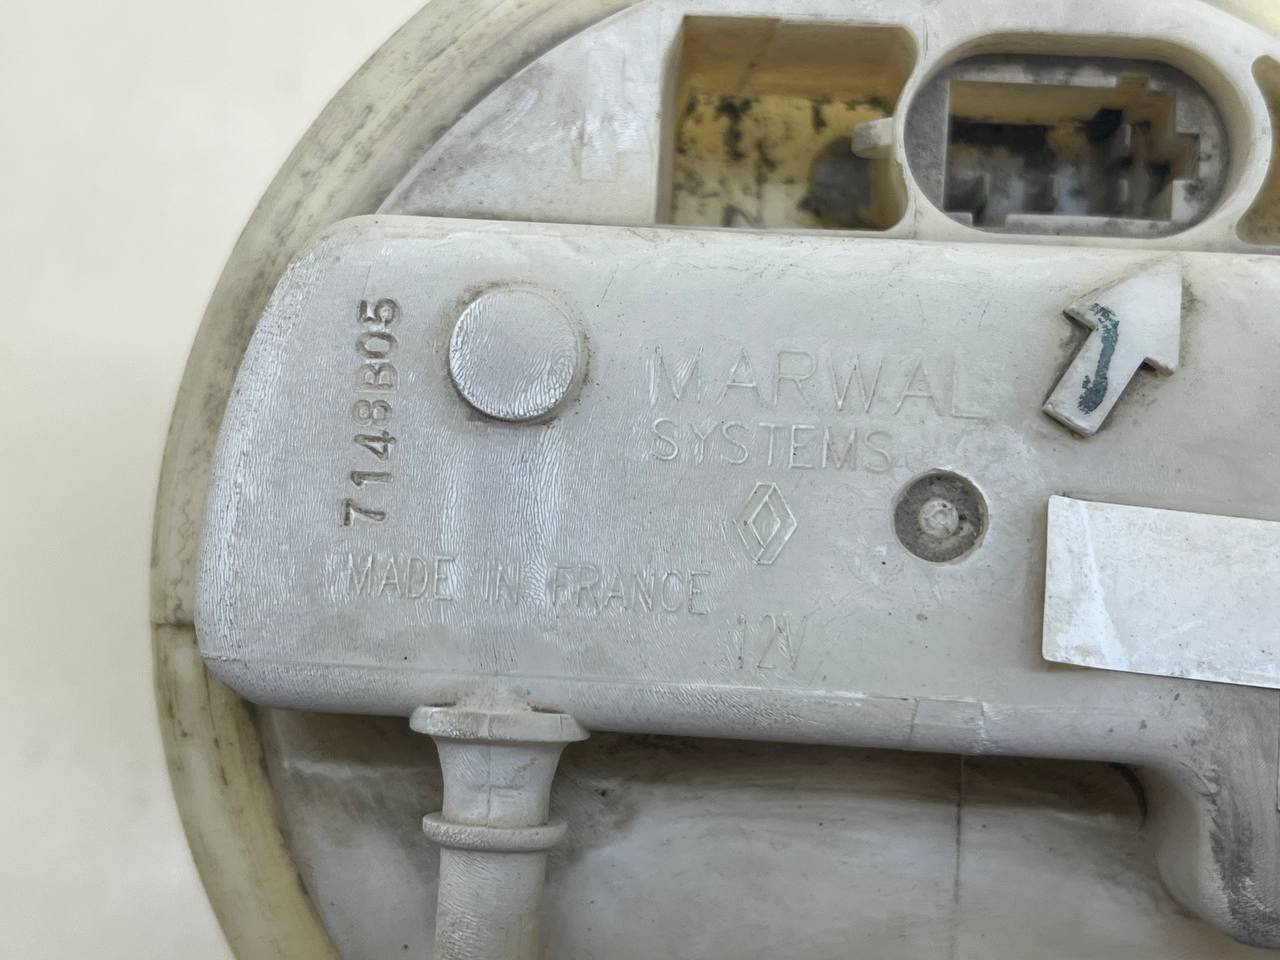 7148B05
MARWAL
SYSTEMS
MADE IN FRANCE
12V